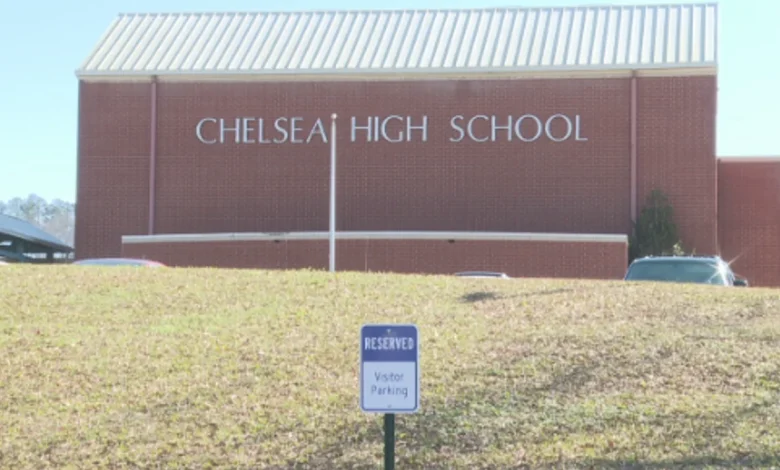 CHELSEA HIGH SCHOOL
RESERVED
Visitor
Parking